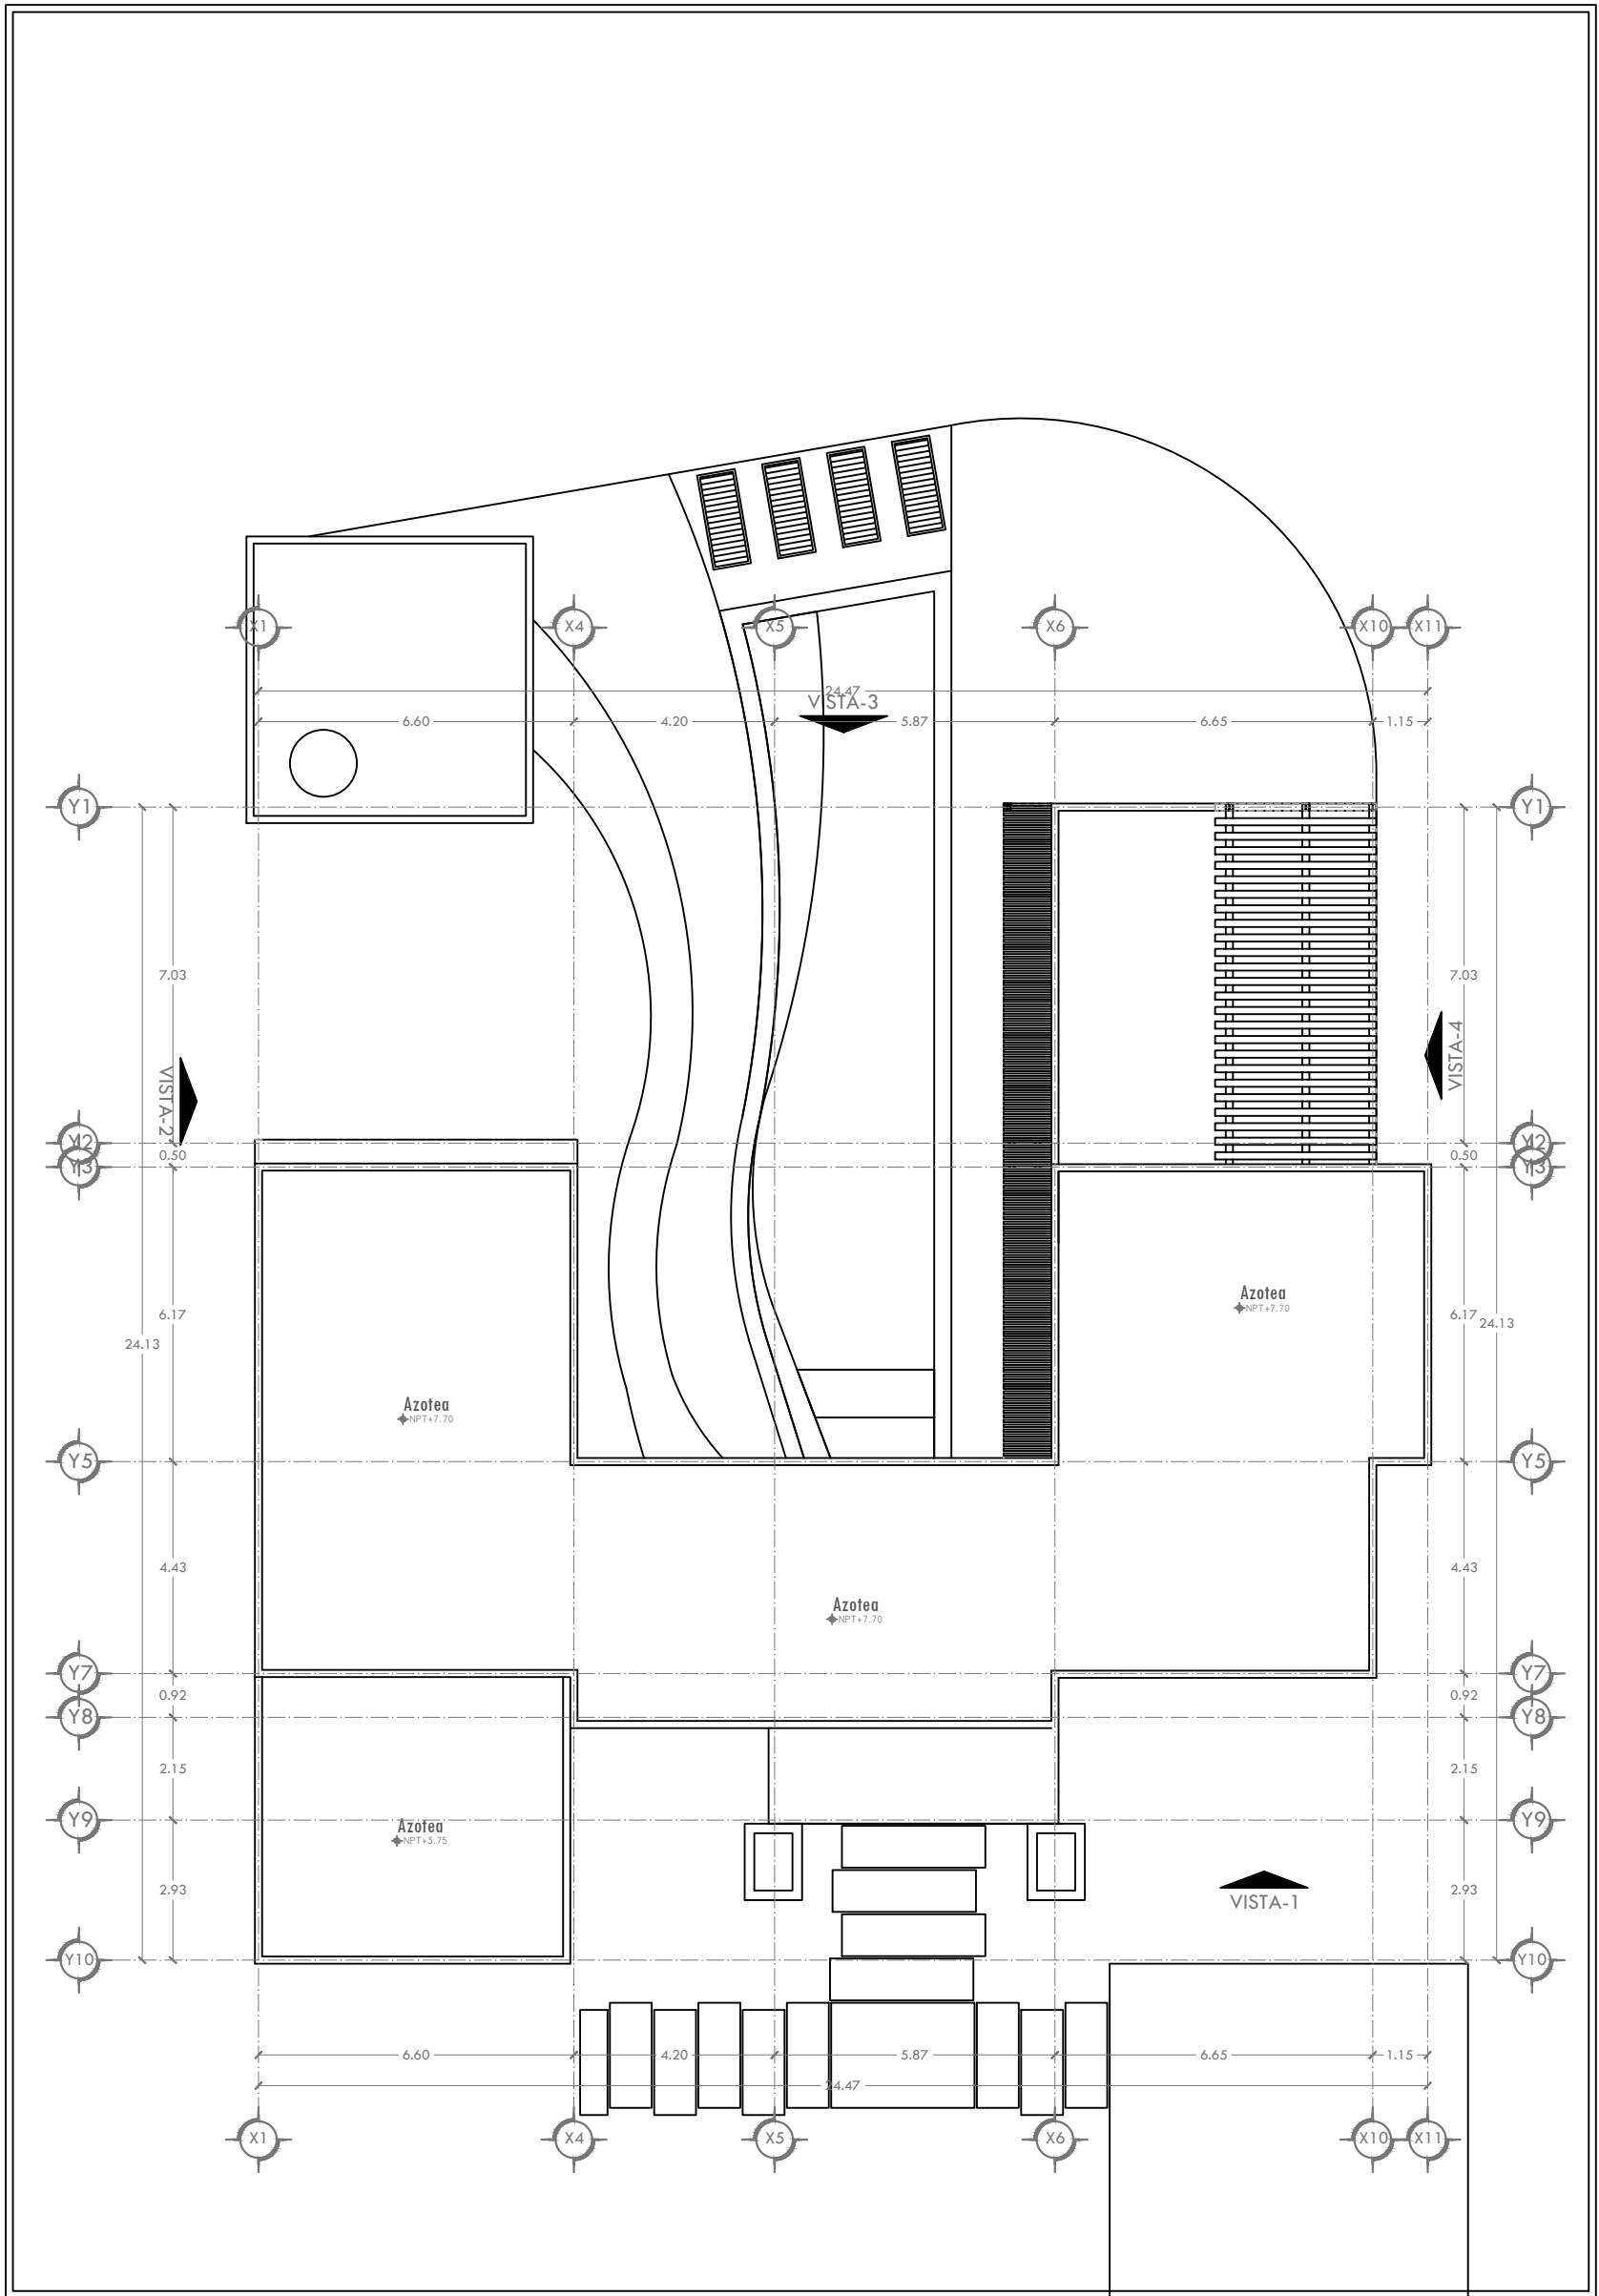 X1 X4 X5 X6 X10 X11
24.47
VISTA-3
6.60 4.20 5.87 6.65 1.15
Y1 Y1
7.03 7.03
VISTA-2 VISTA-4
Y2 Y2
0.50 0.50
Y3 Y3
Azotea
NPT+7.70
6.17 6.17
24.13 24.13
Azotea
NPT+7.70
Y5 Y5
4.43 4.43
Azotea
NPT+7.70
Y7 Y7
0.92 0.92
Y8 Y8
2.15 2.15
Y9 Y9
Azotea
NPT+3.75
2.93 2.93
VISTA-1
Y10 Y10
6.60 4.20 5.87 6.65 1.15
24.47
X1 X4 X5 X6 X10 X11